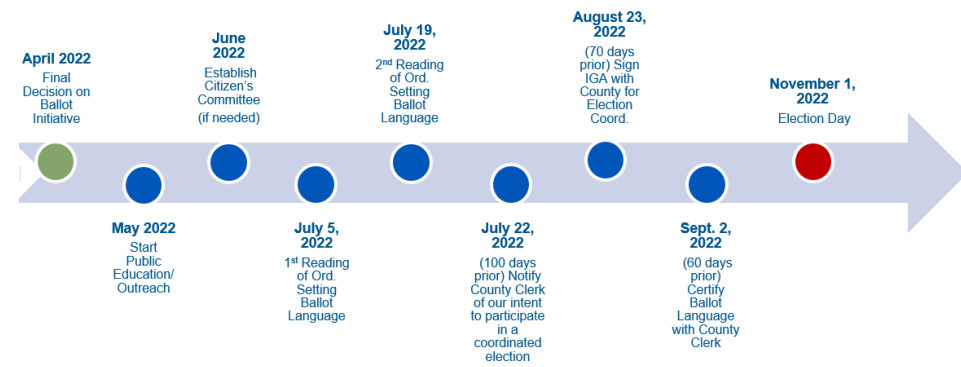 April 2022
Final
Decision on
Ballot
Initiative
May 2022
Start
Public
Education/
Outreach
June
2022
Establish
Citizen's
Committee
(if needed)
July 5,
2022
1st Reading
of Ord.
Setting
Ballot
Language
July 19,
2022
2nd Reading
of Ord.
Setting
Ballot
Language
July 22,
2022
(100 days
prior) Notify
County Clerk
of our intent
to participate
in a
coordinated
election
August 23,
2022
(70 days
prior) Sign
IGA with
County for
Election
Coord.
Sept. 2,
2022
(60 days
prior)
Certify
Ballot
Language
with County
Clerk
November 1,
2022
Election Day